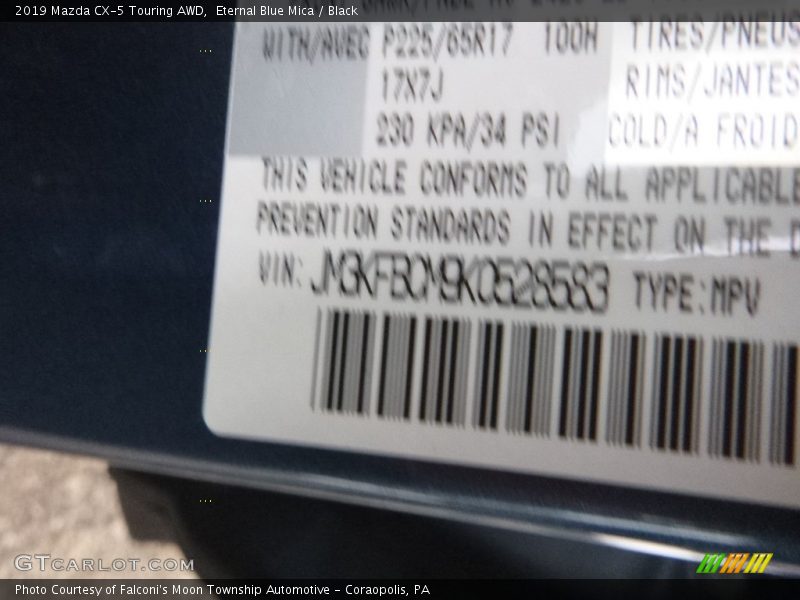 2019 Mazda CX-5 Touring AWD,  Eternal Blue Mica / Black
WITH/AVEC P225/65R17 100H TIRES/PNEUS
17X7J RIMS/JANTES
230 KPA/34 PSI COLD/A FROID
THIS VEHICLE CONFORMS TO ALL APPLICABLE
PREVENTION STANDARDS IN EFFECT ON THE D
VIN: JM3KFBCM9K0528583 TYPE:MPV
GTCARLOT.COM
Photo Courtesy of Falconi's Moon Township Automotive - Coraopolis, PA